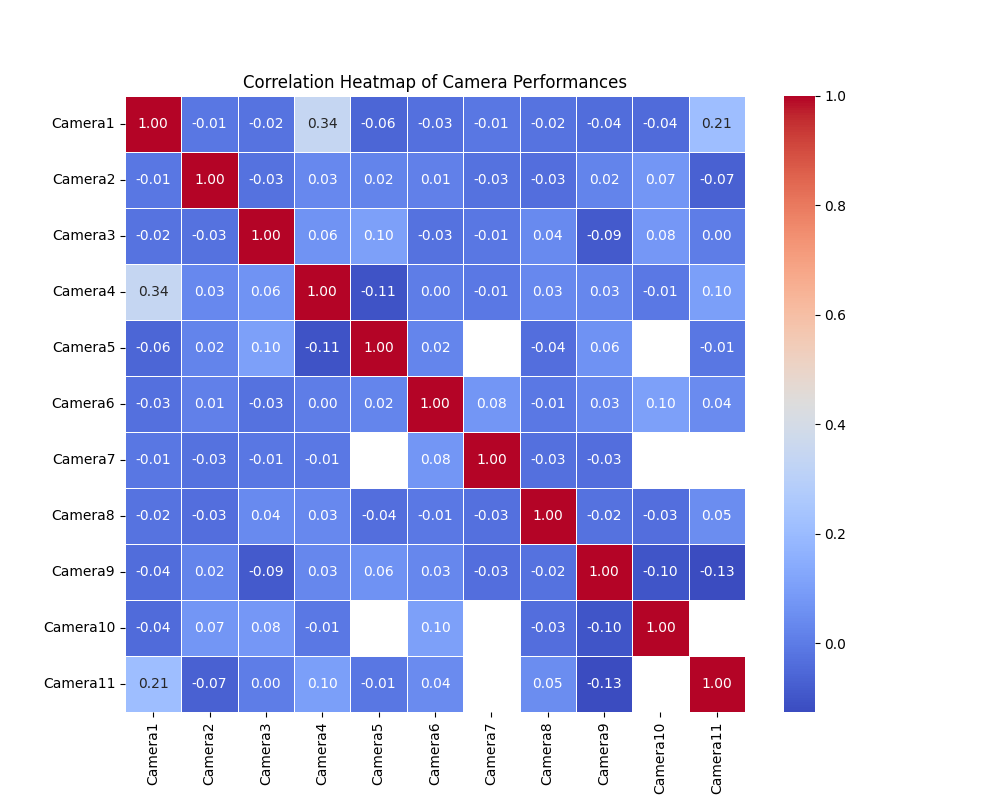 Correlation Heatmap of Camera Performances
Camera1 1.00 -0.01 -0.02 0.34 -0.06 -0.03 -0.01 -0.02 -0.04 -0.04 0.21
Camera2 -0.01 1.00 -0.03 0.03 0.02 0.01 -0.03 -0.03 0.02 0.07 -0.07
Camera3 -0.02 -0.03 1.00 0.06 0.10 -0.03 -0.01 0.04 -0.09 0.08 0.00
Camera4 0.34 0.03 0.06 1.00 -0.11 0.00 -0.01 0.03 0.03 -0.01 0.10
Camera5 -0.06 0.02 0.10 -0.11 1.00 0.02 -0.04 0.06 -0.01
Camera6 -0.03 0.01 -0.03 0.00 0.02 1.00 0.08 -0.01 0.03 0.10 0.04
Camera7 -0.01 -0.03 -0.01 -0.01 0.08 1.00 -0.03 -0.03
Camera8 -0.02 -0.03 0.04 0.03 -0.04 -0.01 -0.03 1.00 -0.02 -0.03 0.05
Camera9 -0.04 0.02 -0.09 0.03 0.06 0.03 -0.03 -0.02 1.00 -0.10 -0.13
Camera10 -0.04 0.07 0.08 -0.01 0.10 -0.03 -0.10 1.00
Camera11 0.21 -0.07 0.00 0.10 -0.01 0.04 0.05 -0.13 1.00
Camera1 Camera2 Camera3 Camera4 Camera5 Camera6 Camera7 Camera8 Camera9 Camera10 Camera11
1.0
0.8
0.6
0.4
0.2
0.0